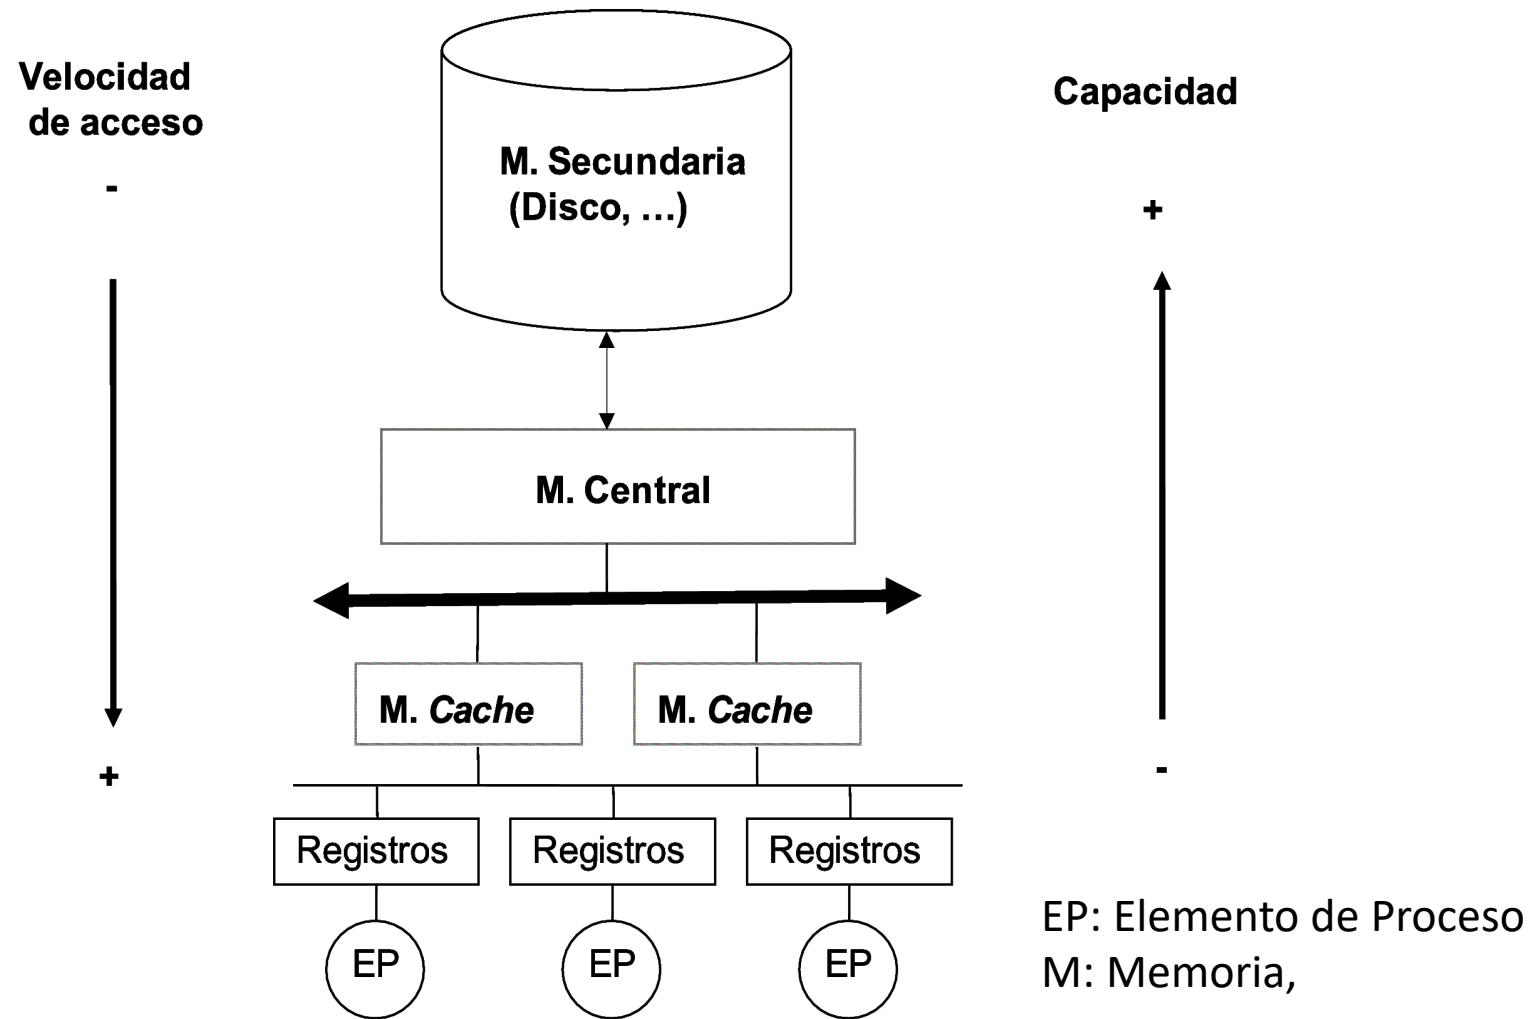 Velocidad
de acceso
-
+
M. Secundaria
(Disco, ...)
M. Central
M. Cache
M. Cache
Registros
Registros
Registros
EP
EP
EP
Capacidad
+
-
EP: Elemento de Proceso
M: Memoria,